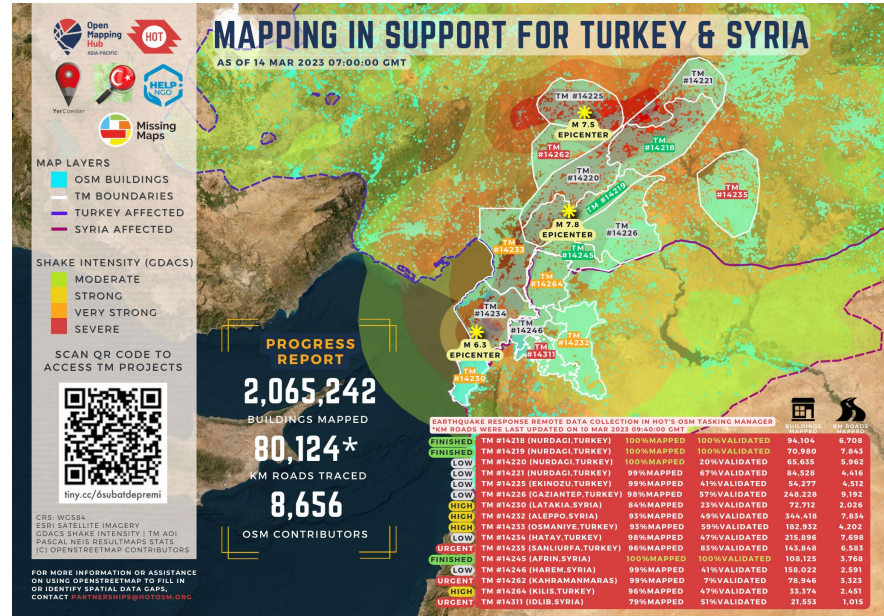 Open
Mapping
Hub
ASIA-PACIFIC
HOT
YerCizenler
HELP
NGO
Missing
Maps
MAPPING IN SUPPORT FOR TURKEY & SYRIA
AS OF 14 MAR 2023 07:00:00 GMT
MAP LAYERS
OSM BUILDINGS
TM BOUNDARIES
TURKEY AFFECTED
SYRIA AFFECTED
SHAKE INTENSITY (GDACS)
MODERATE
STRONG
VERY STRONG
SEVERE
SCAN QR CODE TO
ACCESS TM PROJECTS
tiny.cc/6subatdepremi
CRS: WGS84
ESRI SATELLITE IMAGERY
GDACS SHAKE INTENSITY | TM AOI
PASCAL NEIS RESULTMAPS STATS
(C) OPENSTREETMAP CONTRIBUTORS
FOR MORE INFORMATION OR ASSISTANCE
ON USING OPENSTREETMAP TO FILL IN
OR IDENTIFY SPATIAL DATA GAPS,
CONTACT PARTNERSHIPS@HOTOSM.ORG
TM
#14221
TM #14225
M 7.5
EPICENTER
TM
#14262
TM
#14218
TM
#14220
TM #14219
TM
#14235
M 7.8
EPICENTER
TM
#14226
TM
#14233
TM
#14245
TM
#14264
TM
#14234
TM
#14246
M 6.3
EPICENTER
TM
#14311
TM
#14232
TM
#14230
PROGRESS
REPORT
2,065,242
BUILDINGS MAPPED
80,124*
KM ROADS TRACED
8,656
OSM CONTRIBUTORS
EARTHQUAKE RESPONSE REMOTE DATA COLLECTION IN HOT'S OSM TASKING MANAGER
*KM ROADS WERE LAST UPDATED ON 10 MAR 2023 09:40:00 GMT
BUILDINGS
MAPPED
KM ROADS
MAPPED
FINISHED TM #14218 (NURDAGI,TURKEY) 100%MAPPED 100%VALIDATED 94,104 6,708
FINISHED TM #14219 (NURDAGI,TURKEY) 100%MAPPED 100%VALIDATED 70,980 7,843
LOW TM #14220 (NURDAGI,TURKEY) 100%MAPPED 20%VALIDATED 65,635 5,962
LOW TM #14221 (NURDAGI,TURKEY) 99%MAPPED 67%VALIDATED 84,528 4,416
LOW TM #14225 (EKINOZU,TURKEY) 99%MAPPED 41%VALIDATED 54,277 4,512
LOW TM #14226 (GAZIANTEP,TURKEY) 98%MAPPED 57%VALIDATED 248,228 9,192
HIGH TM #14230 (LATAKIA,SYRIA) 84%MAPPED 23%VALIDATED 72,712 2,026
HIGH TM #14232 (ALEPPO,SYRIA) 93%MAPPED 49%VALIDATED 344,418 7,834
HIGH TM #14233 (OSMANIYE,TURKEY) 93%MAPPED 59%VALIDATED 182,932 4,202
LOW TM #14234 (HATAY,TURKEY) 98%MAPPED 47%VALIDATED 215,896 7,698
URGENT TM #14235 (SANLIURFA,TURKEY) 96%MAPPED 83%VALIDATED 143,848 6,583
FINISHED TM #14245 (AFRIN,SYRIA) 100%MAPPED 100%VALIDATED 108,125 3,768
LOW TM #14246 (HAREM,SYRIA) 99%MAPPED 41%VALIDATED 158,022 2,591
URGENT TM #14262 (KAHRAMANMARAS) 99%MAPPED 7%VALIDATED 78,946 3,323
HIGH TM #14264 (KILIS,TURKEY) 96%MAPPED 47%VALIDATED 33,374 2,451
URGENT TM #14311 (IDLIB,SYRIA) 79%MAPPED 51%VALIDATED 21,553 1,015